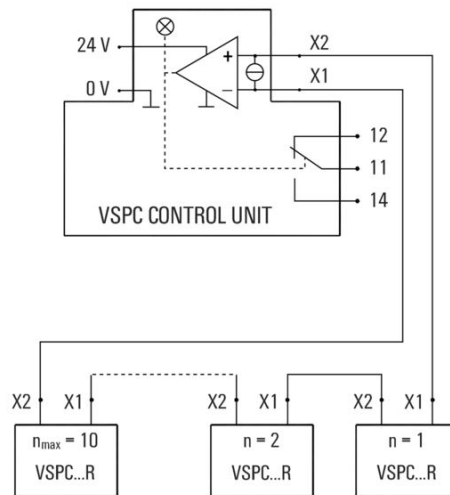 24 V
0 V
+
−
X2
X1
12
11
14
VSPC CONTROL UNIT
X2 X1 X2 X1 X2 X1
nmax = 10 n = 2 n = 1
VSPC...R VSPC...R VSPC...R